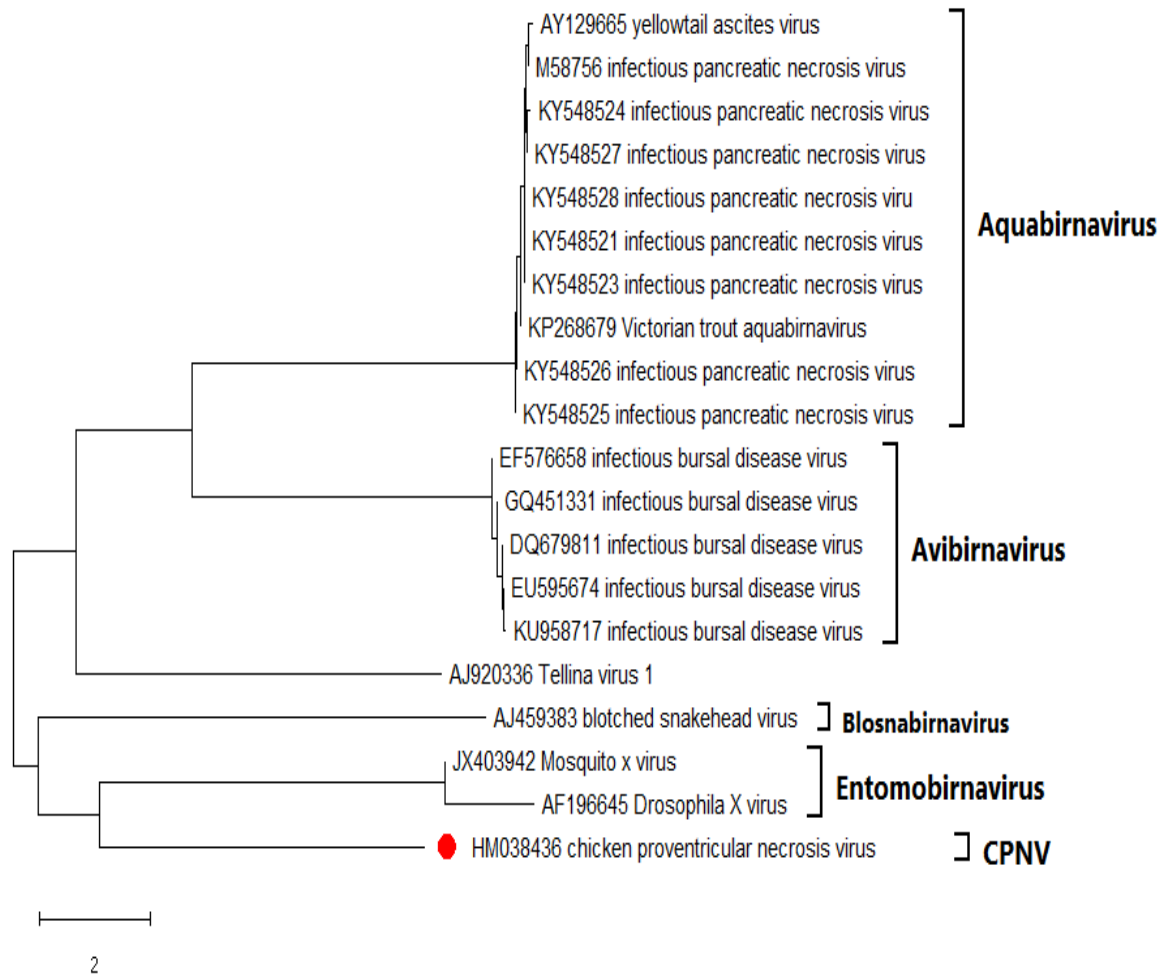 AY129665 yellowtail ascites virus
M58756 infectious pancreatic necrosis virus
KY548524 infectious pancreatic necrosis virus
KY548527 infectious pancreatic necrosis virus
KY548528 infectious pancreatic necrosis viru
Aquabirnavirus
KY548521 infectious pancreatic necrosis virus
KY548523 infectious pancreatic necrosis virus
KP268679 Victorian trout aquabirnavirus
KY548526 infectious pancreatic necrosis virus
KY548525 infectious pancreatic necrosis virus
EF576658 infectious bursal disease virus
GQ451331 infectious bursal disease virus
DQ679811 infectious bursal disease virus
Avibirnavirus
EU595674 infectious bursal disease virus
KU958717 infectious bursal disease virus
AJ920336 Tellina virus 1
AJ459383 blotched snakehead virus
Blosnabirnavirus
JX403942 Mosquito x virus
Entomobirnavirus
AF196645 Drosophila X virus
HM038436 chicken proventricular necrosis virus
CPNV
2